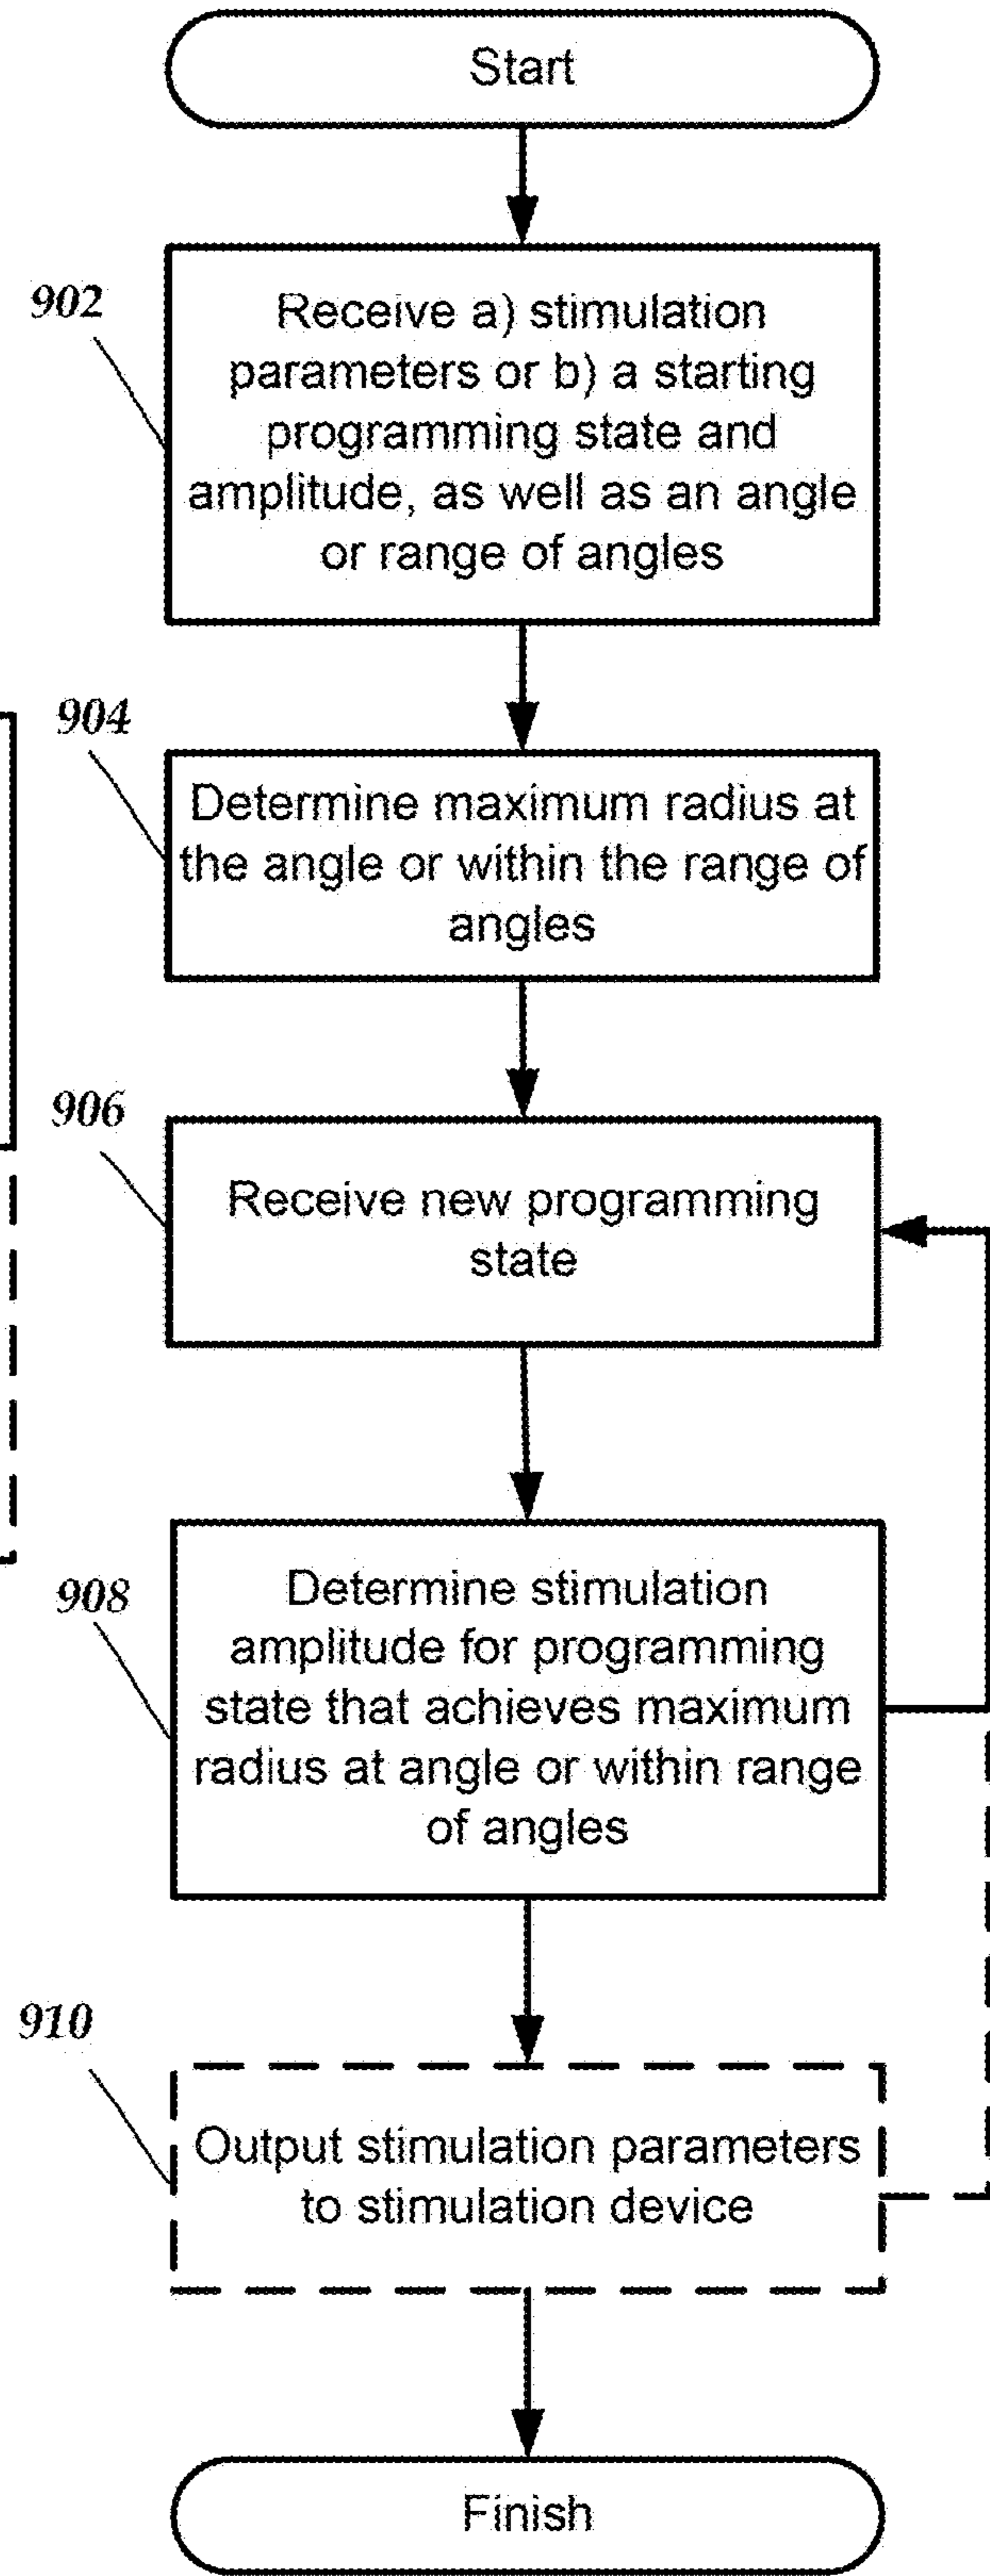 Start
902
Receive a) stimulation
parameters or b) a starting
programming state and
amplitude, as well as an angle
or range of angles
904
Determine maximum radius at
the angle or within the range of
angles
906
Receive new programming
state
908
Determine stimulation
amplitude for programming
state that achieves maximum
radius at angle or within range
of angles
910
Output stimulation parameters
to stimulation device
Finish